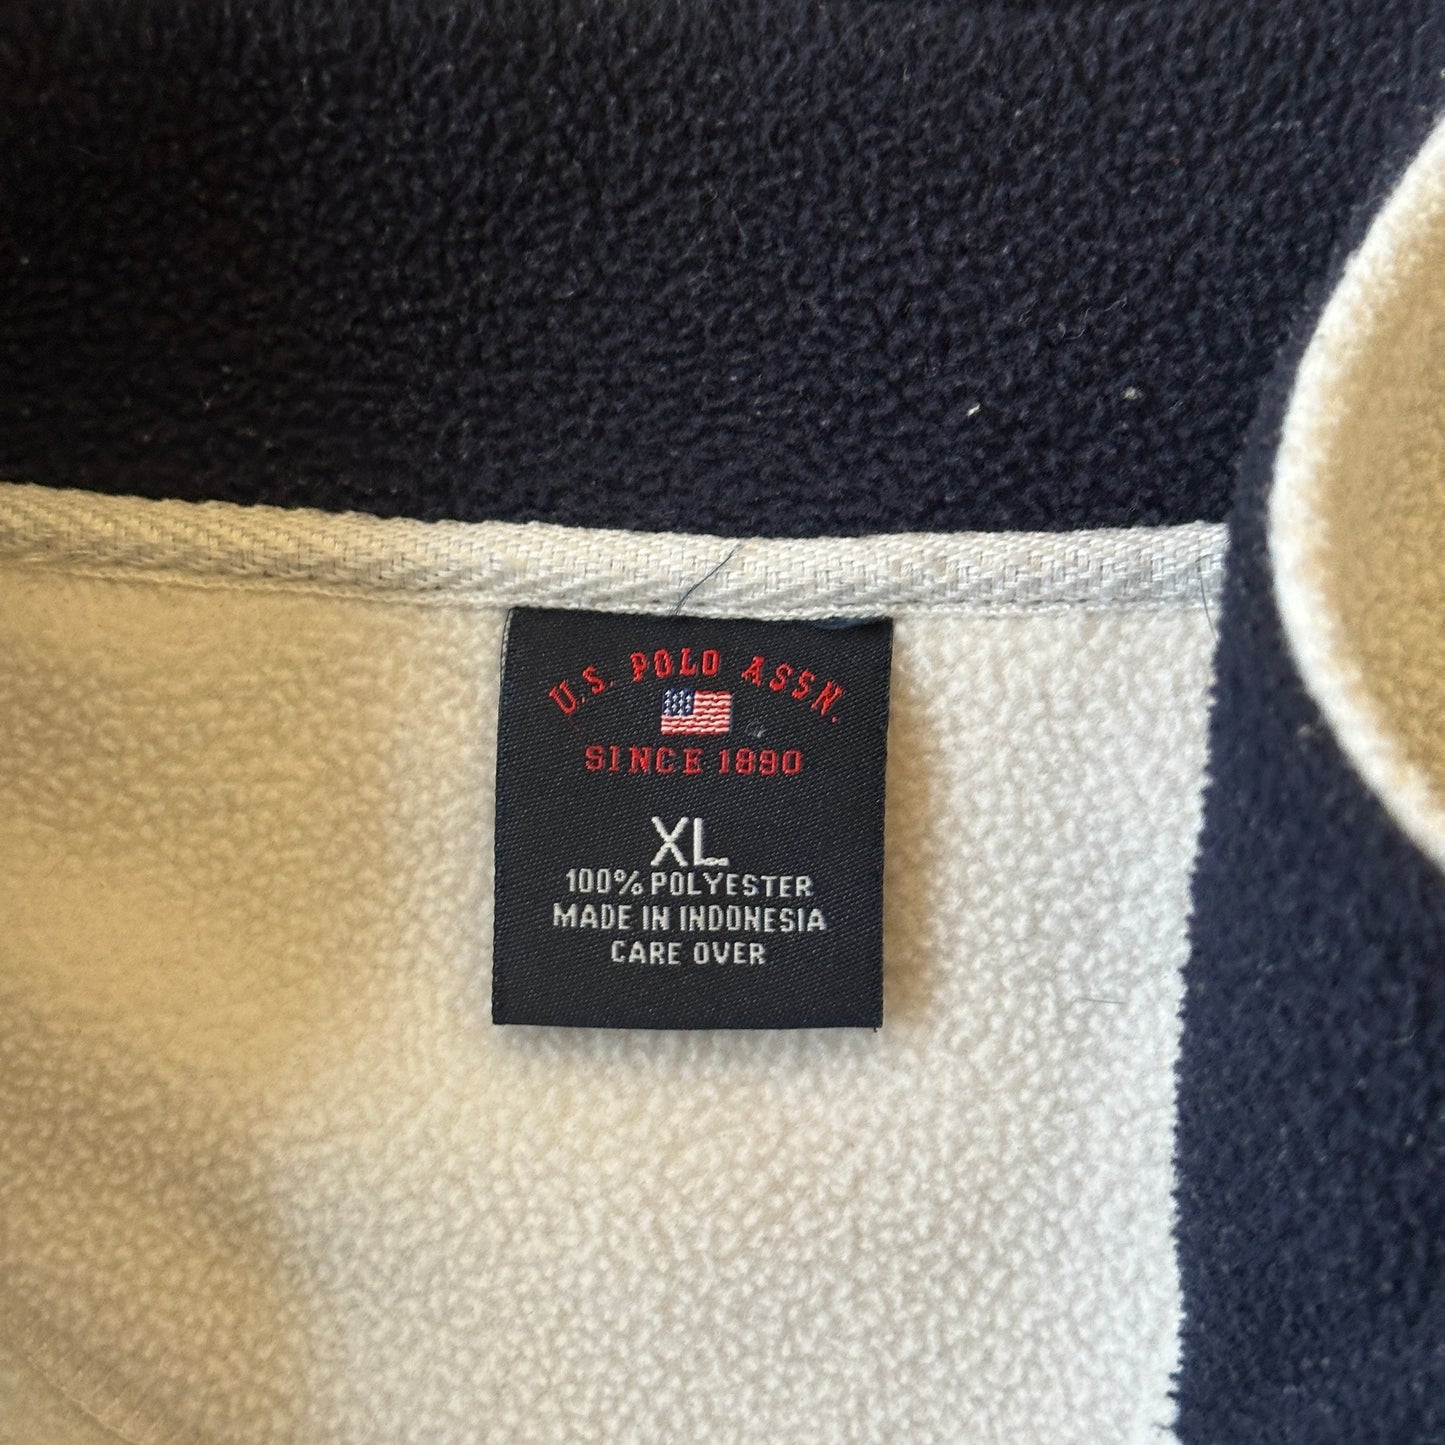 U.S. POLO ASSN.
SINCE 1890
XL
100% POLYESTER
MADE IN INDONESIA
CARE OVER